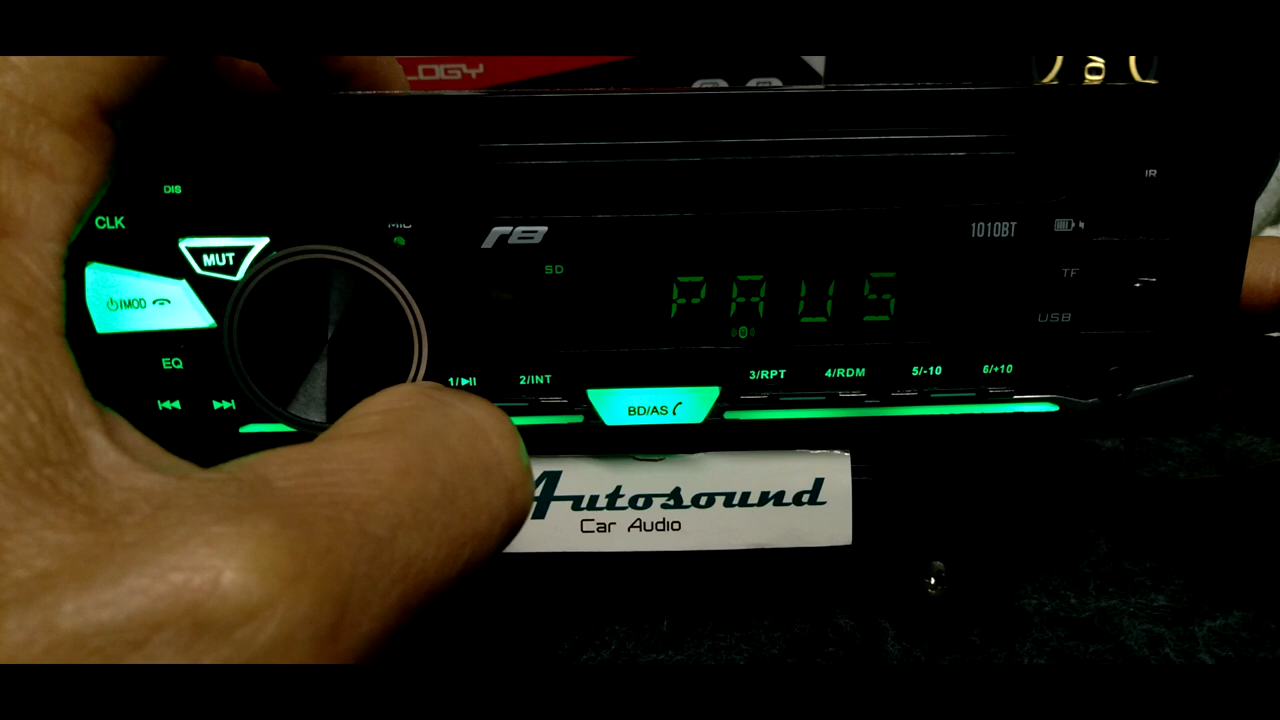 LOGY
IR
DIS
CLK
MIC
r8
1010BT
MUT
SD
PAUS
TF
/MOD
USB
EQ
1/
2/INT
3/RPT
4/RDM
5/-10
6/+10
BD/AS
Autosound
Car Audio